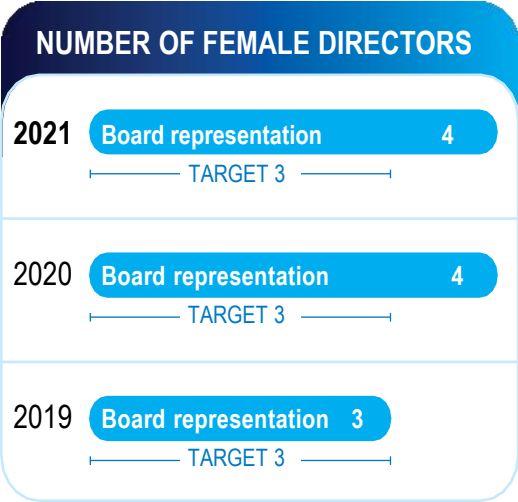 NUMBER OF FEMALE DIRECTORS
2021 Board representation 4
TARGET 3
2020 Board representation 4
TARGET 3
2019 Board representation 3
TARGET 3